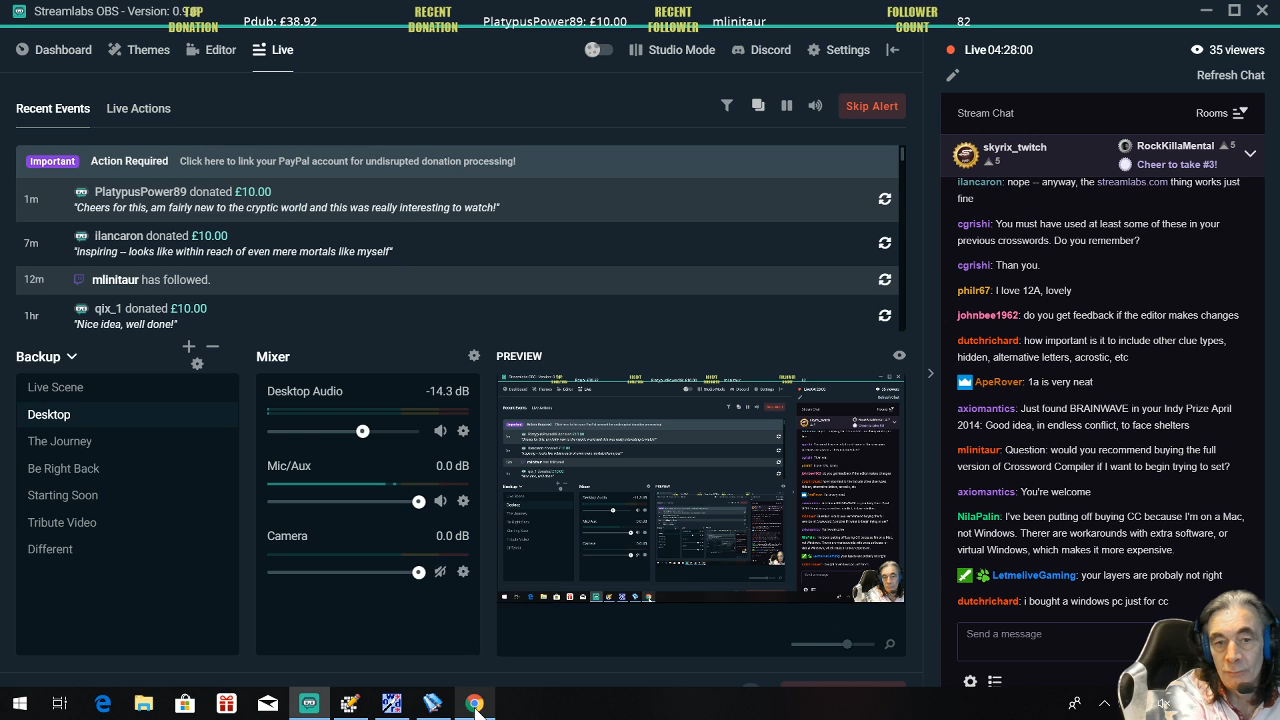 Streamlabs OBS - Version: 0.9
TOP DONATION
Pdub: £38.92
RECENT DONATION
PlatypusPower89: £10.00
RECENT FOLLOWER
mlinitaur
FOLLOWER COUNT
82
Dashboard
Themes
Editor
Live
Studio Mode
Discord
Settings
Live 04:28:00
35 viewers
Refresh Chat
Recent Events
Live Actions
Skip Alert
Important
Action Required
Click here to link your PayPal account for undisrupted donation processing!
1m
PlatypusPower89 donated £10.00
"Cheers for this, am fairly new to the cryptic world and this was really interesting to watch!"
7m
ilancaron donated £10.00
"Inspiring -- looks like within reach of even mere mortals like myself"
12m
mlinitaur has followed.
1hr
qix_1 donated £10.00
"Nice idea, well done!"
Backup
Live Scene
Desktop
The Journey
Be Right Back
Starting Soon
Tribute Video
Different
Mixer
Desktop Audio
-14.3 dB
Mic/Aux
0.0 dB
eCamera
0.0 dB
PREVIEW
Stream Chat
Rooms
skyrix_twitch
5
RockKillaMental
5
Cheer to take #3!
ilancaron: nope -- anyway, the streamlabs.com thing works just
fine
cgrishi: You must have used at least some of these in your
previous crosswords. Do you remember?
cgrishi: Than you.
philr67: I love 12A, lovely
johnbee1962: do you get feedback if the editor makes changes
dutchrichard: how important is it to include other clue types,
hidden, alternative letters, acrostic, etc
ApeRover: 1a is very neat
axiomantics: Just found BRAINWAVE in your Indy Prize April
2014: Good idea, in endless conflict, to face shelters
mlinitaur: Question: would you recommend buying the full
version of Crossword Compiler if I want to begin trying to set?
axiomantics: You're welcome
NilaPalin: I've been putting off buying CC because I'm on Mac,
not Windows. Therer are workarounds with extra software, or
virtual Windows, which makes it more expensive.
LetmeliveGaming: your layers are probaly not right
dutchrichard: i bought a windows pc just for cc
Send a message